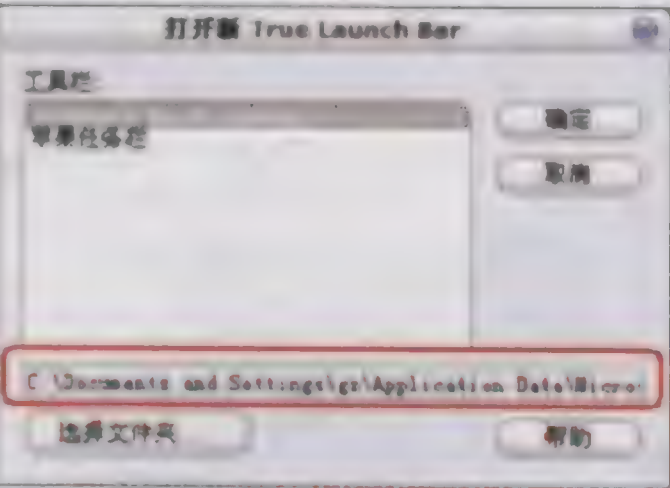 打开新 True Launch Bar
工具栏:
确定
苹果任务栏
取消
C:\Documents and Settings\gz\Application Data\Micro
选择文件夹
帮助